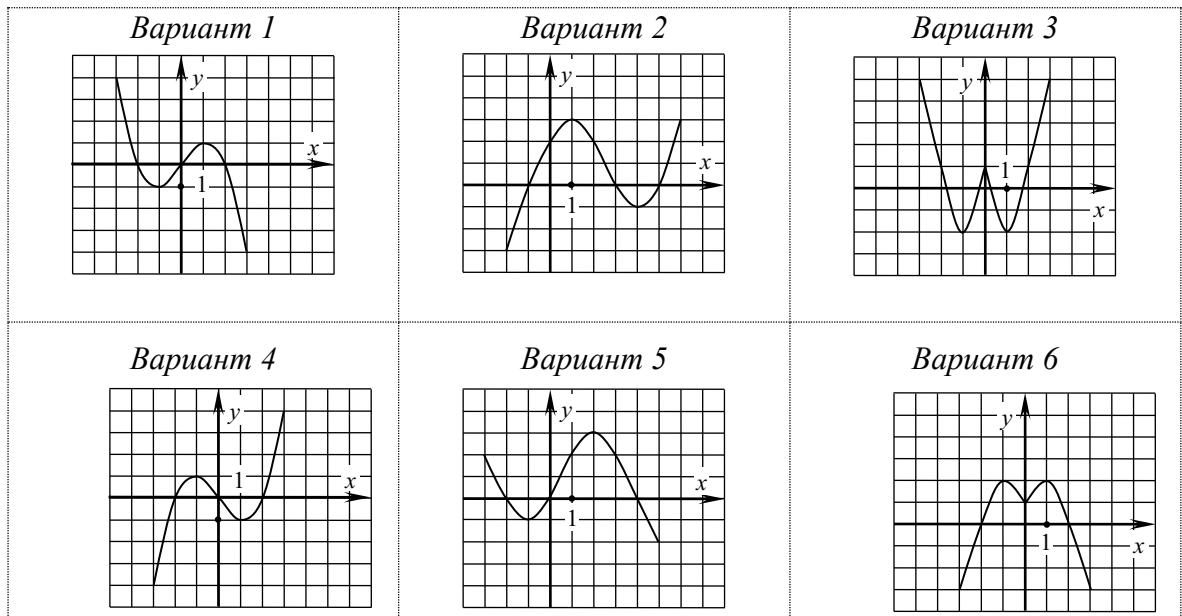 Вариант 1
y
x
1
Вариант 2
y
x
1
Вариант 3
y
1
x
Вариант 4
y
1
x
Вариант 5
y
x
1
Вариант 6
y
1
x